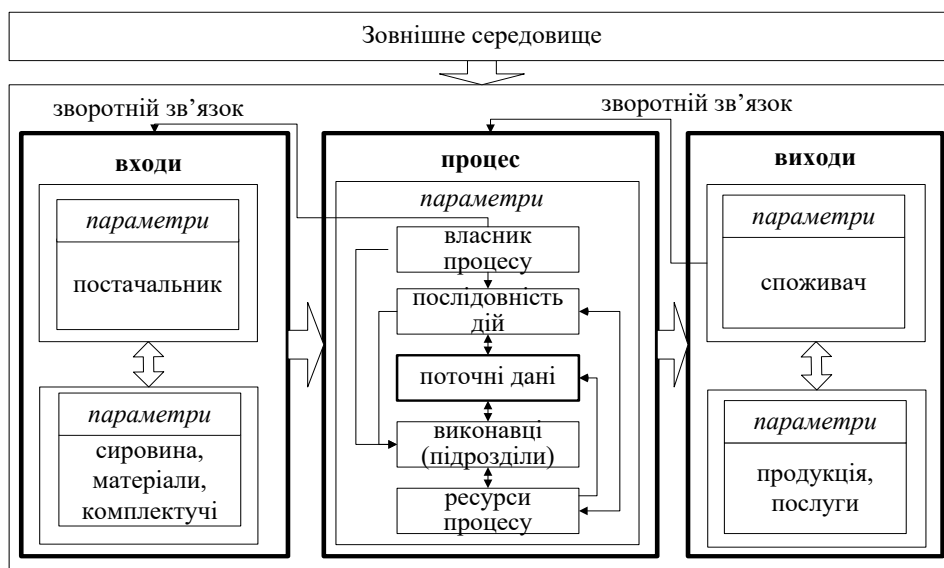 Зовнішне середовище
зворотній зв’язок
зворотній зв’язок
входи
параметри
постачальник
параметри
сировина,
матеріали,
комплектучі
процес
параметри
власник
процесу
послідовність
дій
поточні дані
виконавці
(підрозділи)
ресурси
процесу
виходи
параметри
споживач
параметри
продукція,
послуги